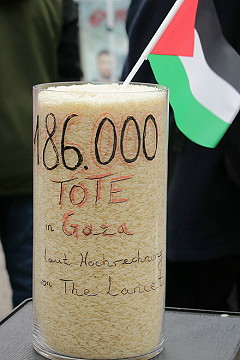 186.000
TOTE
in Gaza
laut Hochrechnung
von The Lancet